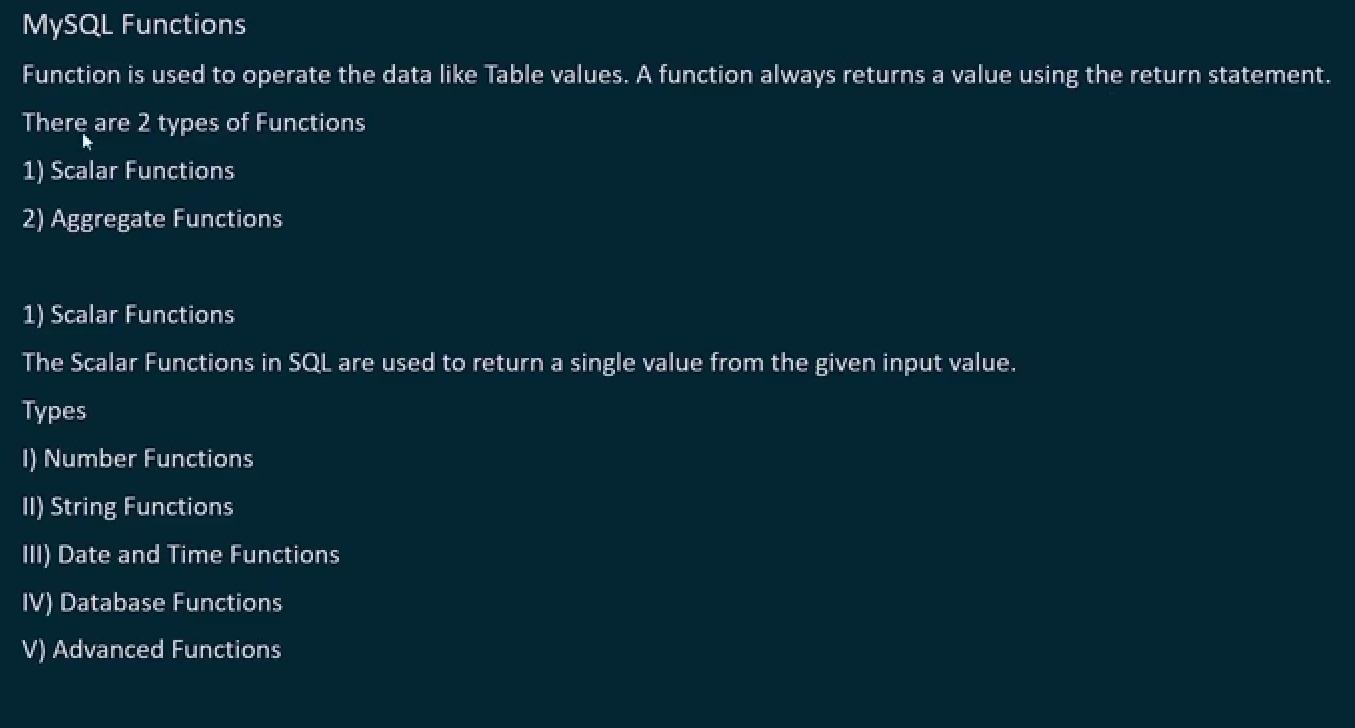 MySQL Functions
Function is used to operate the data like Table values. A function always returns a value using the return statement.
There are 2 types of Functions
1) Scalar Functions
2) Aggregate Functions
1) Scalar Functions
The Scalar Functions in SQL are used to return a single value from the given input value.
Types
I) Number Functions
II) String Functions
III) Date and Time Functions
IV) Database Functions
V) Advanced Functions